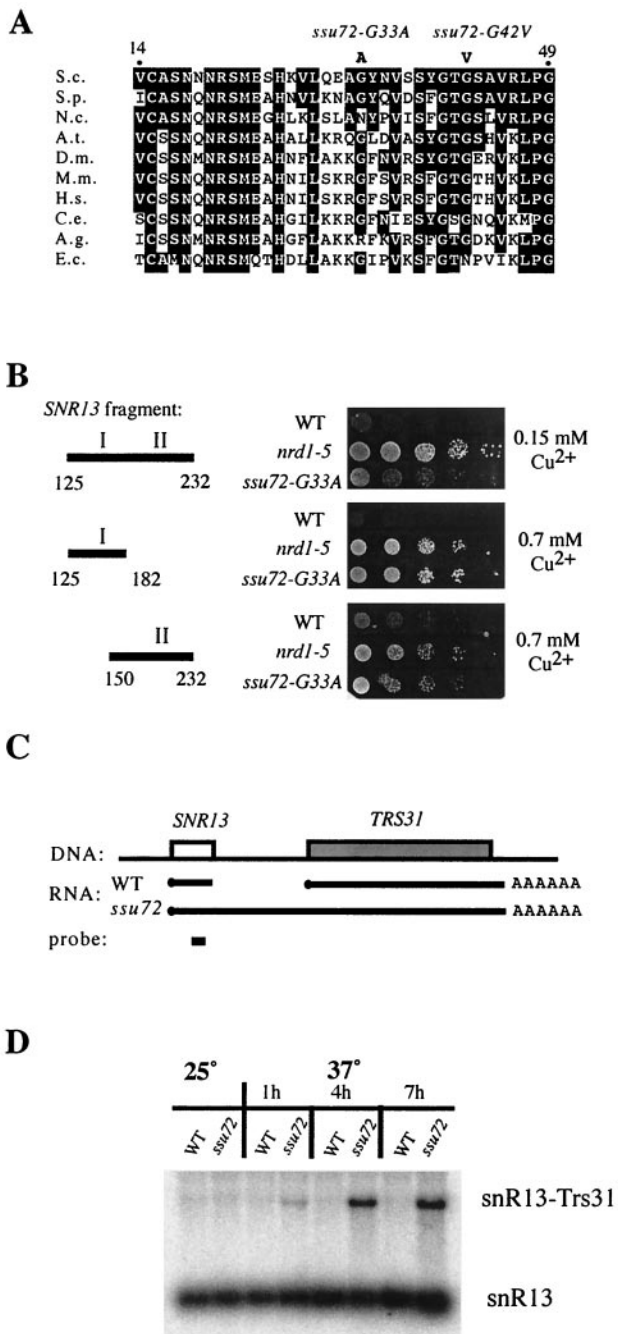 A
ssu72-G33A ssu72-G42V
14 A V 49
S.c. VCASNNNRSMESHKVLQEAGYNVSSYGTGSAVRLPG
S.p. ICASNQNRSMEAHNVLKNAGYQVDSFGTGSAVRLPG
N.c. VCASNQNRSMEGHLKLSLANYPVISFGTGSLVRLPG
A.t. VCSSNQNRSMEAHALLKRQGLDVASYGTGSHVKLPG
D.m. VCSSNMNRSMEAHNFLAKKGFNVRSYGTGERVKLPG
M.m. VCSSNQNRSMEAHNILSKRGFSVRSFGTGTHVKLPG
H.s. VCSSNQNRSMEAHNILSKRGFSVRSFGTGTHVKLPG
C.e. SCSSNQNRSMEAHGILKKRGFNIESYGSGNQVKMPG
A.g. ICSSNMNRSMEAHGFLAKKRFKVRSFGTGDKVKLPG
E.c. TCAMNQNRSMQTHDLLAKKGIPVKSFGTNPVIKLPG
B
SNR13 fragment:
I II
125 232
WT
nrd1-5
ssu72-G33A
0.15 mM
Cu2+
I
125 182
WT
nrd1-5
ssu72-G33A
0.7 mM
Cu2+
II
150 232
WT
nrd1-5
ssu72-G33A
0.7 mM
Cu2+
C
SNR13 TRS31
DNA:
WT AAAAAA
RNA:
ssu72 AAAAAA
probe:
D
25° 37°
1h 4h 7h
WT ssu72 WT ssu72 WT ssu72 WT ssu72
snR13-Trs31
snR13